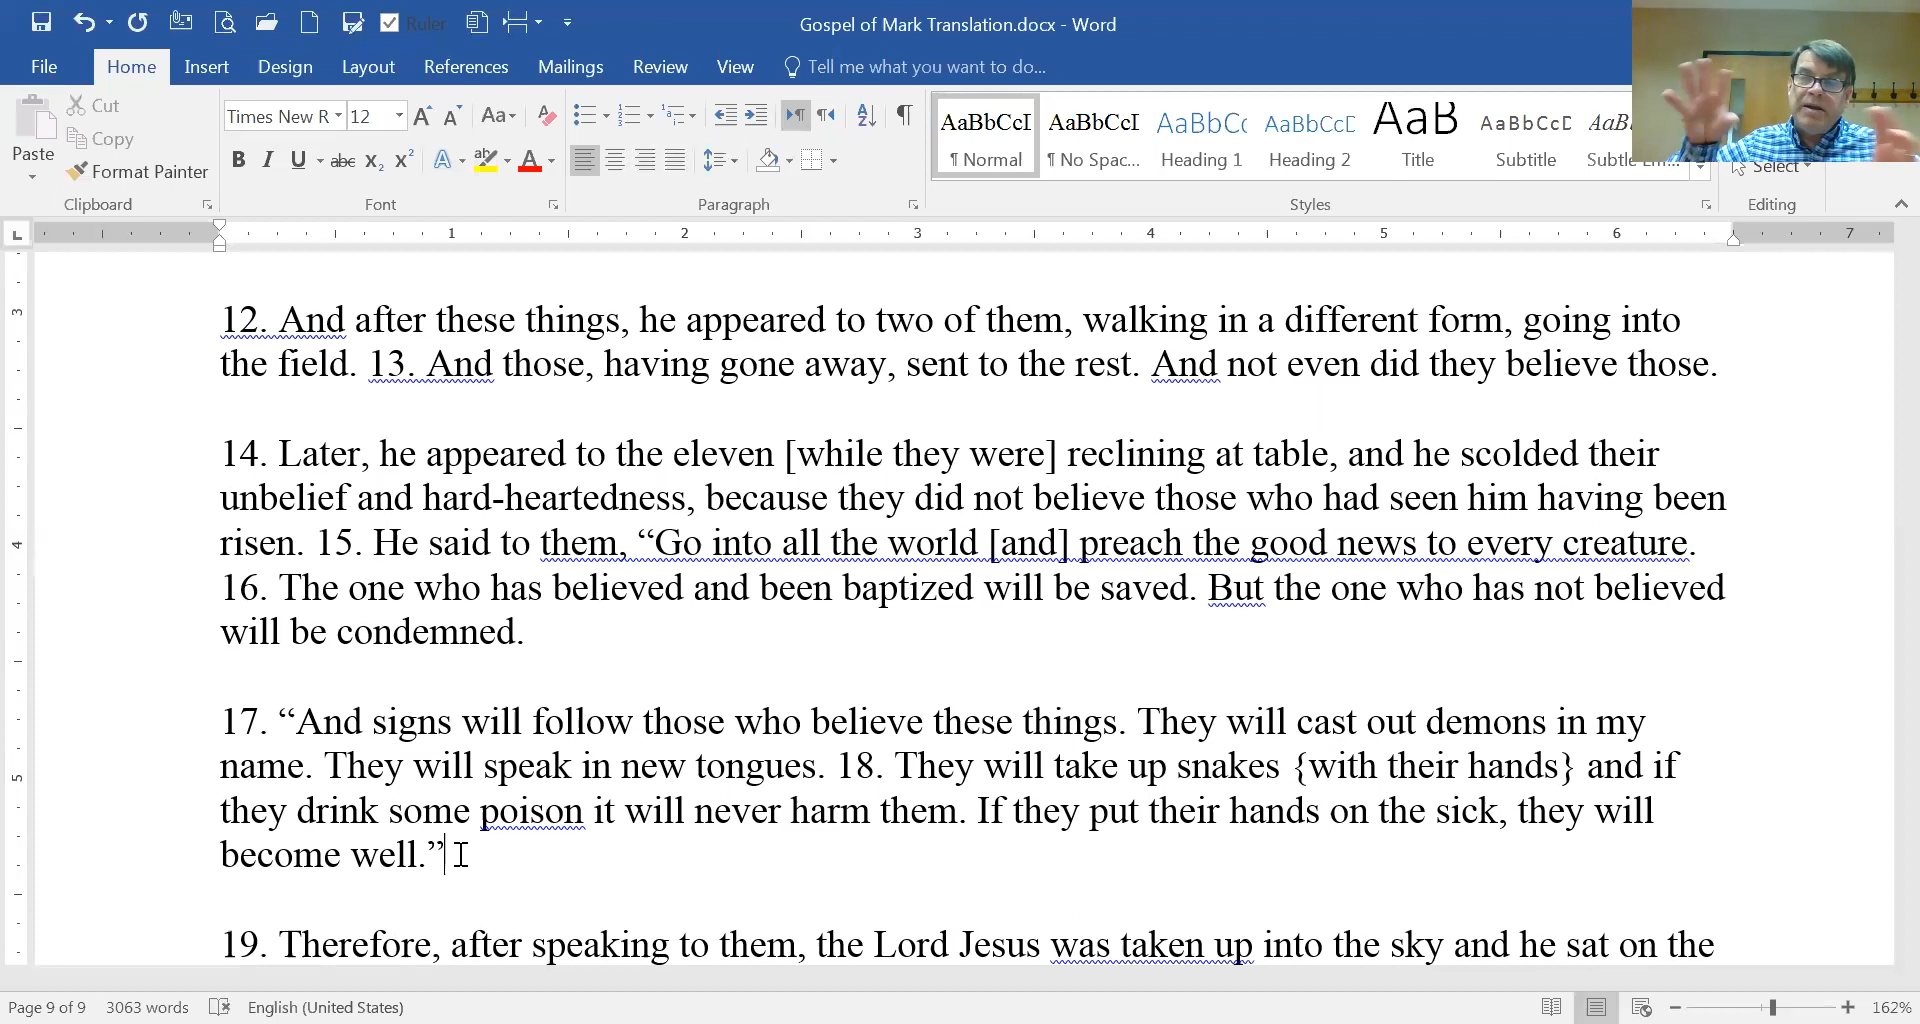 Ruler
Gospel of Mark Translation.docx - Word
File Home Insert Design Layout References Mailings Review View Tell me what you want to do...
Paste
Cut
Copy
Format Painter
Clipboard
Times New R 12
Font
Paragraph
AaBbCcI AaBbCcI AaBbCc AaBbCcD AaB AaBbCcD AaB
¶ Normal ¶ No Spac... Heading 1 Heading 2 Title Subtitle
Styles
Select
Editing
1 2 3 4 5 6 7
12. And after these things, he appeared to two of them, walking in a different form, going into
the field. 13. And those, having gone away, sent to the rest. And not even did they believe those.
14. Later, he appeared to the eleven [while they were] reclining at table, and he scolded their
unbelief and hard-heartedness, because they did not believe those who had seen him having been
risen. 15. He said to them, “Go into all the world [and] preach the good news to every creature.
16. The one who has believed and been baptized will be saved. But the one who has not believed
will be condemned.
17. “And signs will follow those who believe these things. They will cast out demons in my
name. They will speak in new tongues. 18. They will take up snakes {with their hands} and if
they drink some poison it will never harm them. If they put their hands on the sick, they will
become well.”
19. Therefore, after speaking to them, the Lord Jesus was taken up into the sky and he sat on the
Page 9 of 9 3063 words English (United States) 162%